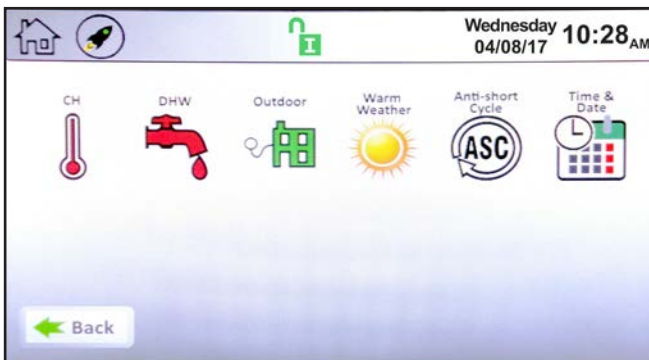 Wednesday
04/08/17
10:28AM
I
CH
DHW
Outdoor
Warm
Weather
Anti-short
Cycle
Time &
Date
ASC
Back